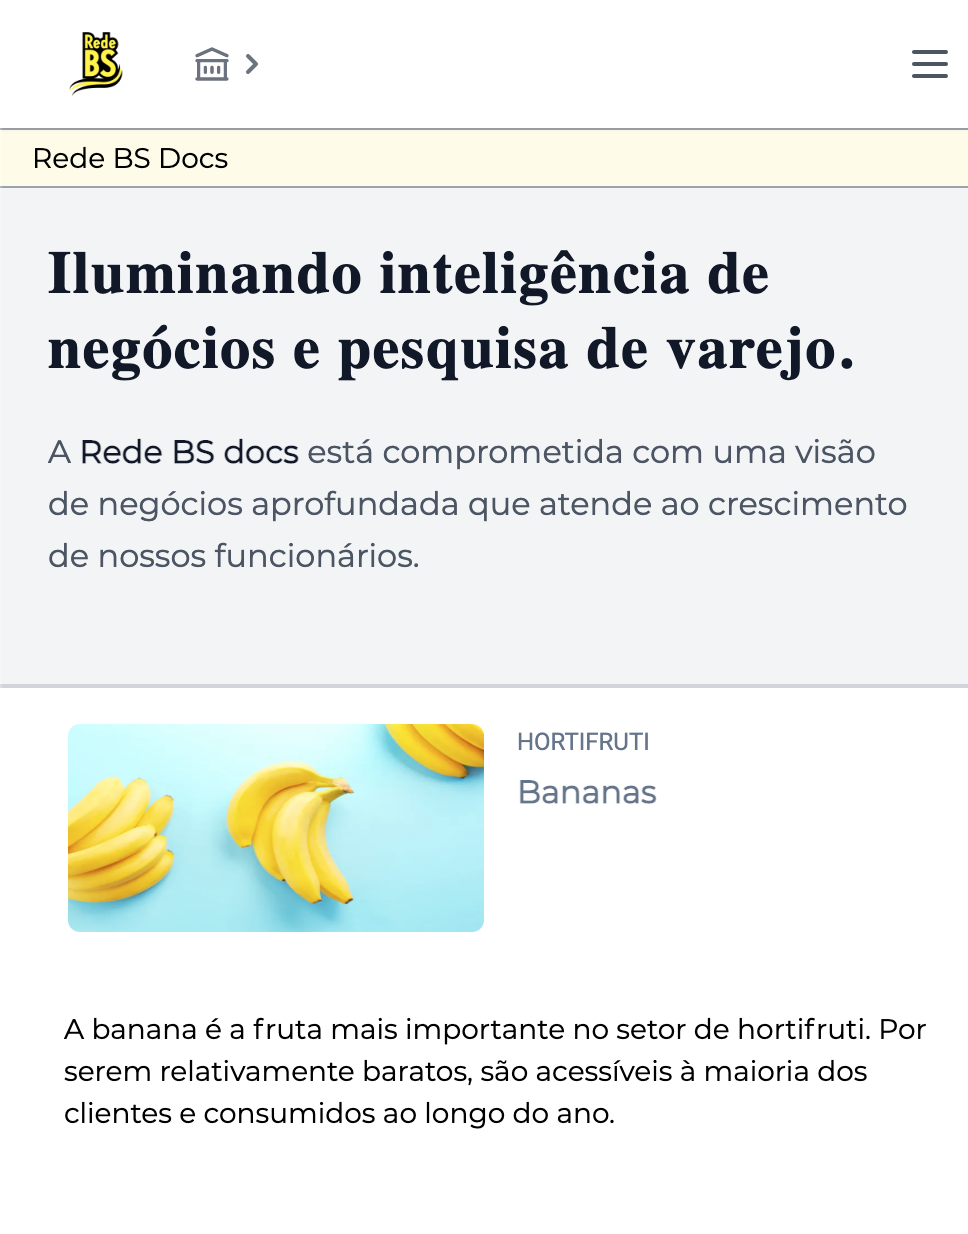 Rede
BS
Rede BS Docs
Iluminando inteligência de
negócios e pesquisa de varejo.
A Rede BS docs está comprometida com uma visão
de negócios aprofundada que atende ao crescimento
de nossos funcionários.
HORTIFRUTI
Bananas
A banana é a fruta mais importante no setor de hortifruti. Por
serem relativamente baratos, são acessíveis à maioria dos
clientes e consumidos ao longo do ano.